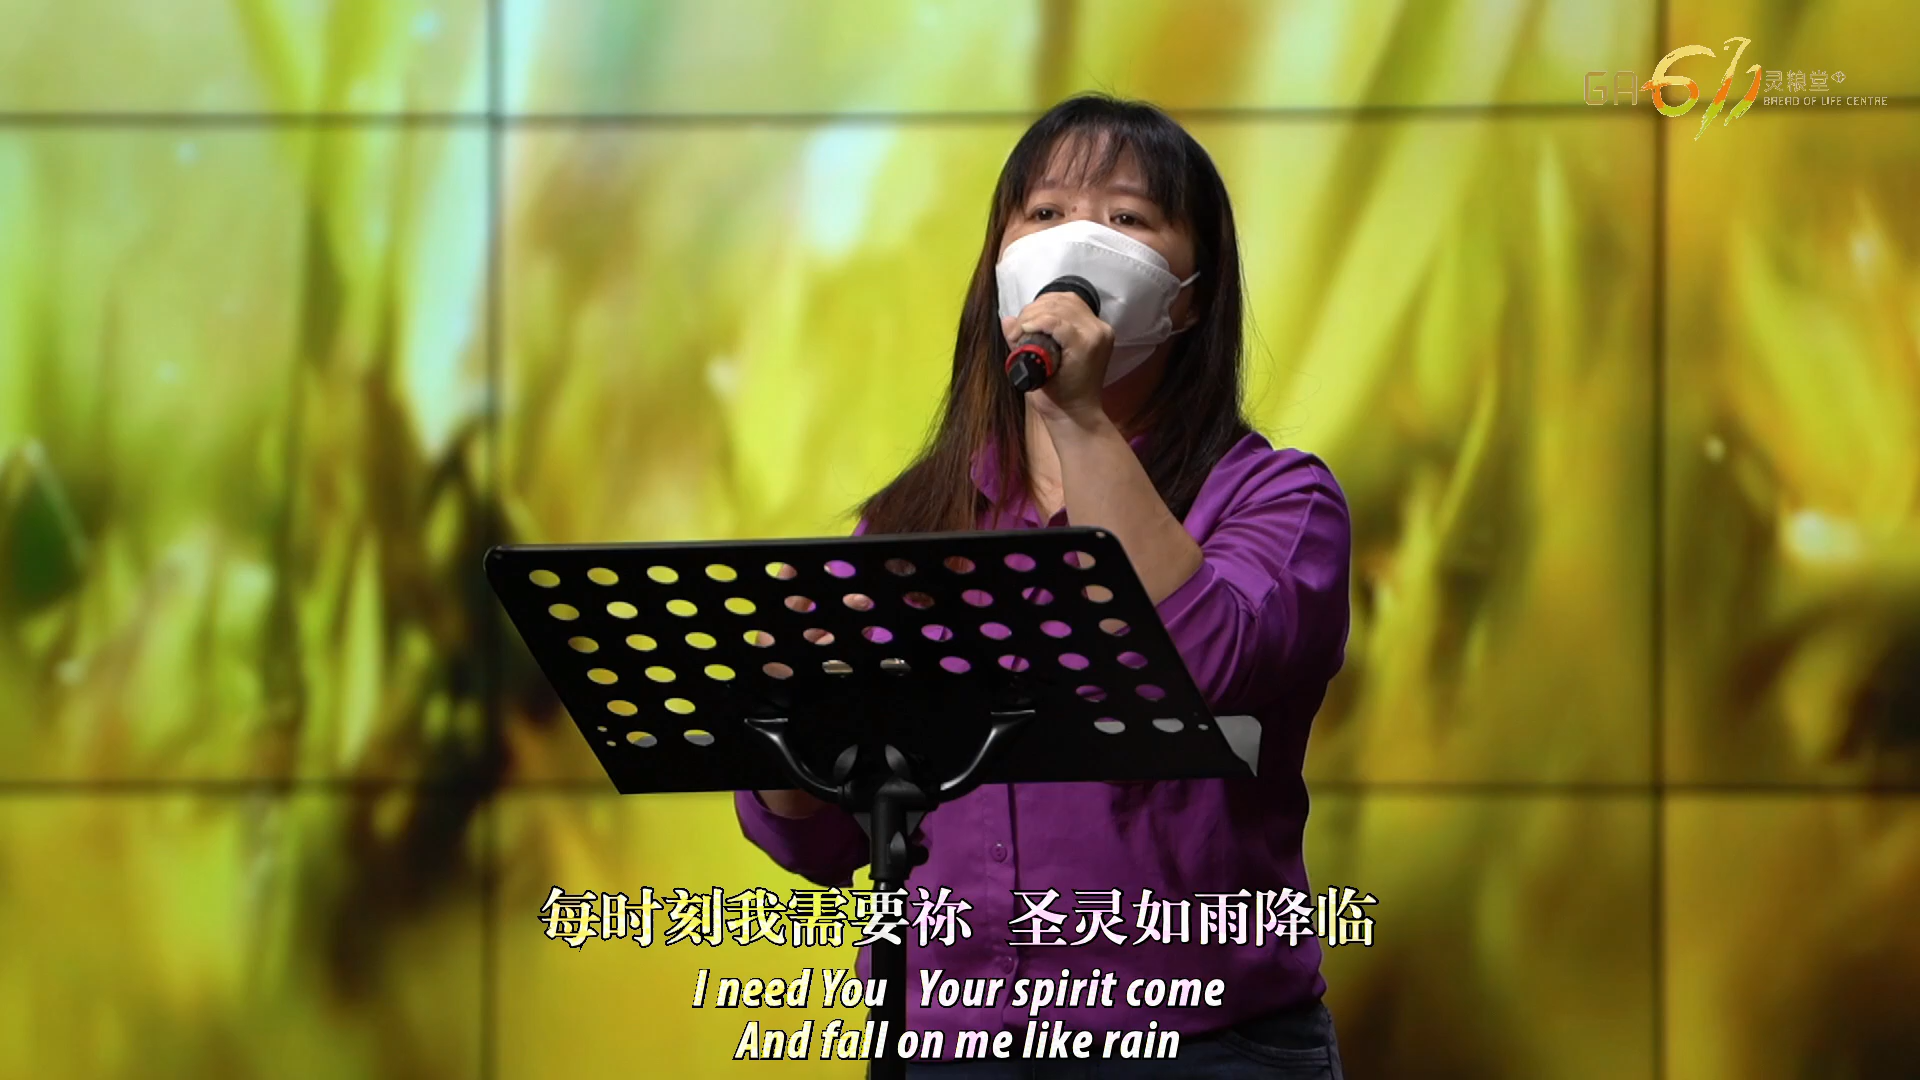 GA 611 灵粮堂
BREAD OF LIFE CENTRE
每时刻我需要祢 圣灵如雨降临
I need You Your spirit come
And fall on me like rain